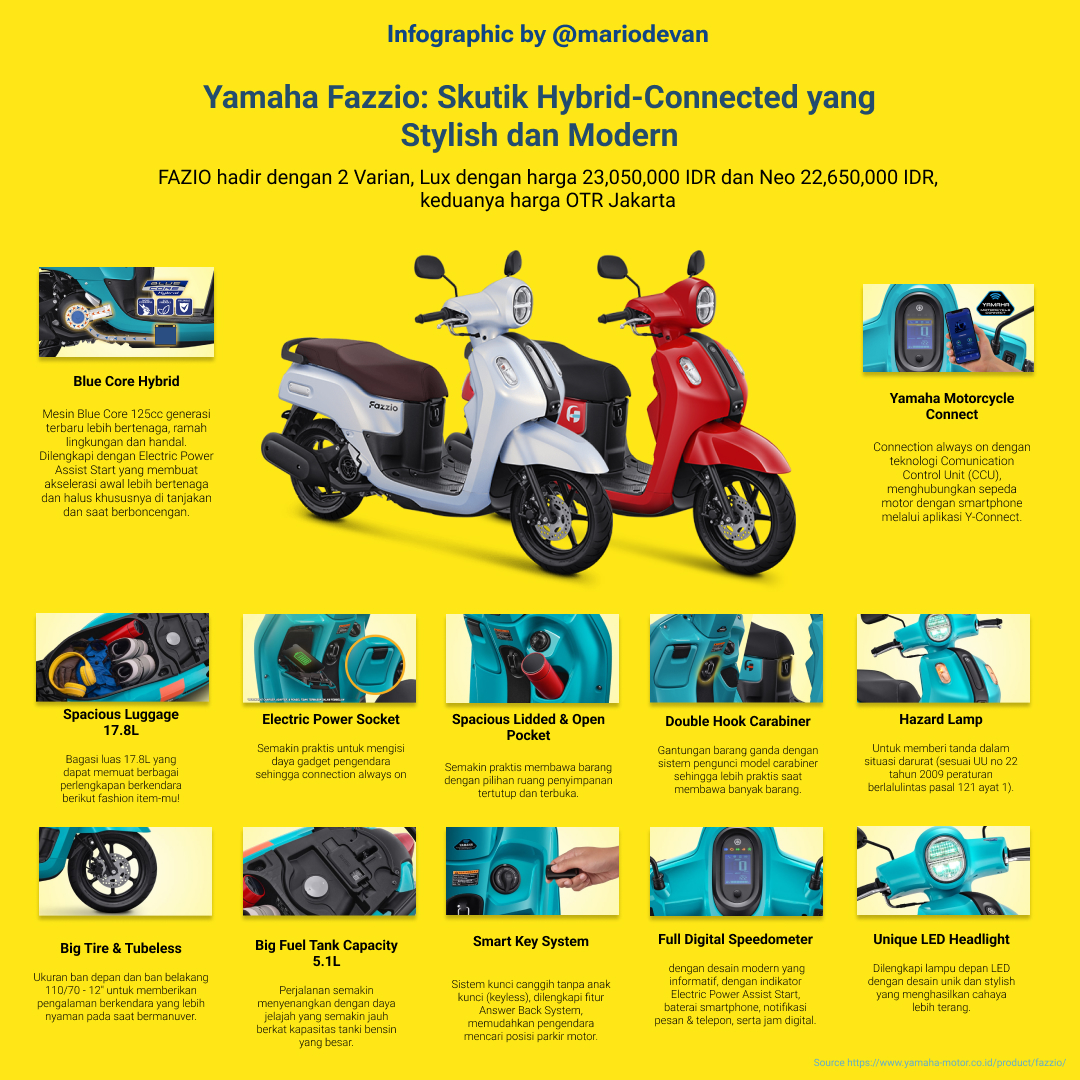 Infographic by @mariodevan
Yamaha Fazzio: Skutik Hybrid-Connected yang
Stylish dan Modern
FAZIO hadir dengan 2 Varian, Lux dengan harga 23,050,000 IDR dan Neo 22,650,000 IDR,
keduanya harga OTR Jakarta
BLUE
CORE
Hybrid
Blue Core Hybrid
Mesin Blue Core 125cc generasi
terbaru lebih bertenaga, ramah
lingkungan dan handal.
Dilengkapi dengan Electric Power
Assist Start yang membuat
akselerasi awal lebih bertenaga
dan halus khususnya di tanjakan
dan saat berboncengan.
Fazzio
YAMAHA
MOTORCYCLE
CONNECT
Yamaha Motorcycle
Connect
Connection always on dengan
teknologi Comunication
Control Unit (CCU),
menghubungkan sepeda
motor dengan smartphone
melalui aplikasi Y-Connect.
Spacious Luggage
17.8L
Bagasi luas 17.8L yang
dapat memuat berbagai
perlengkapan berkendara
berikut fashion item-mu!
Electric Power Socket
Semakin praktis untuk mengisi
daya gadget pengendara
sehingga connection always on
Spacious Lidded & Open
Pocket
Semakin praktis membawa barang
dengan pilihan ruang penyimpanan
tertutup dan terbuka.
Double Hook Carabiner
Gantungan barang ganda dengan
sistem pengunci model carabiner
sehingga lebih praktis saat
membawa banyak barang.
Hazard Lamp
Untuk memberi tanda dalam
situasi darurat (sesuai UU no 22
tahun 2009 peraturan
berlalulintas pasal 121 ayat 1).
Big Tire & Tubeless
Ukuran ban depan dan ban belakang
110/70 - 12" untuk memberikan
pengalaman berkendara yang lebih
nyaman pada saat bermanuver.
Big Fuel Tank Capacity
5.1L
Perjalanan semakin
menyenangkan dengan daya
jelajah yang semakin jauh
berkat kapasitas tanki bensin
yang besar.
Smart Key System
Sistem kunci canggih tanpa anak
kunci (keyless), dilengkapi fitur
Answer Back System,
memudahkan pengendara
mencari posisi parkir motor.
Full Digital Speedometer
dengan desain modern yang
informatif, dengan indikator
Electric Power Assist Start,
baterai smartphone, notifikasi
pesan & telepon, serta jam digital.
Unique LED Headlight
Dilengkapi lampu depan LED
dengan desain unik dan stylish
yang menghasilkan cahaya
lebih terang.
Source https://www.yamaha-motor.co.id/product/fazzio/